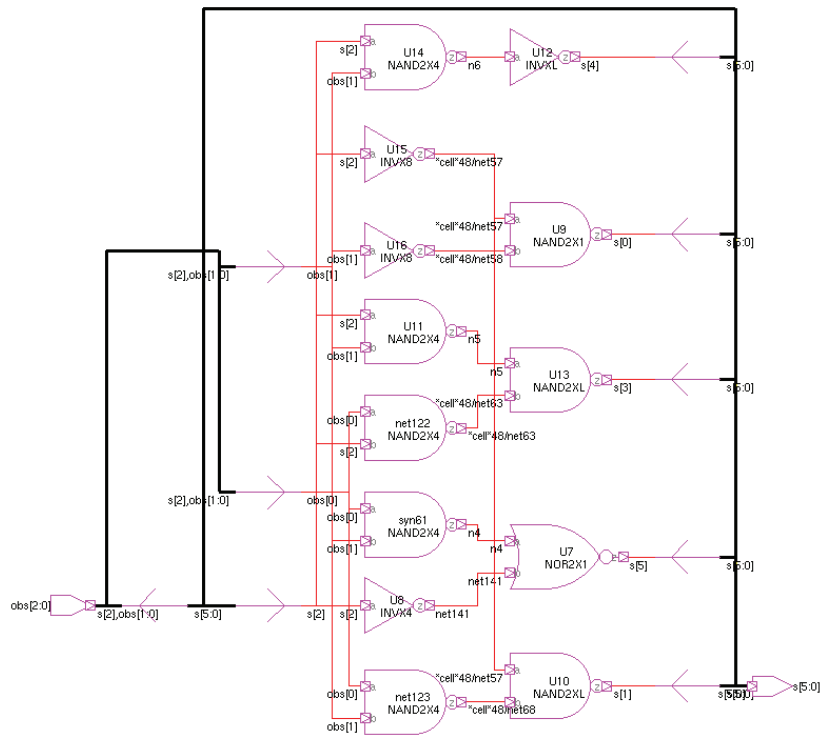 U14
NAND2X4
s[2]
obs[1]
n6
U12
INVXL
s[4]
s[5:0]
U15
INVX8
s[2]
*cell*48/net57
*cell*48/net57
U9
NAND2X1
s[0]
s[5:0]
U16
INVX8
obs[1]
*cell*48/net58
s[2],obs[1:0]
obs[1]
U11
NAND2X4
s[2]
obs[1]
n5
n5
U13
NAND2XL
s[3]
s[5:0]
*cell*48/net63
net122
NAND2X4
obs[0]
s[2]
*cell*48/net63
s[2],obs[1:0]
obs[0]
syn61
NAND2X4
obs[0]
obs[1]
n4
n4
U7
NOR2X1
s[5]
s[5:0]
net141
U8
INVX4
s[2]
s[2]
net141
obs[2:0]
s[2],obs[1:0]
s[5:0]
*cell*48/net57
U10
NAND2XL
s[1]
s[5:0]
net123
NAND2X4
obs[0]
obs[1]
*cell*48/net68
s[5:0]